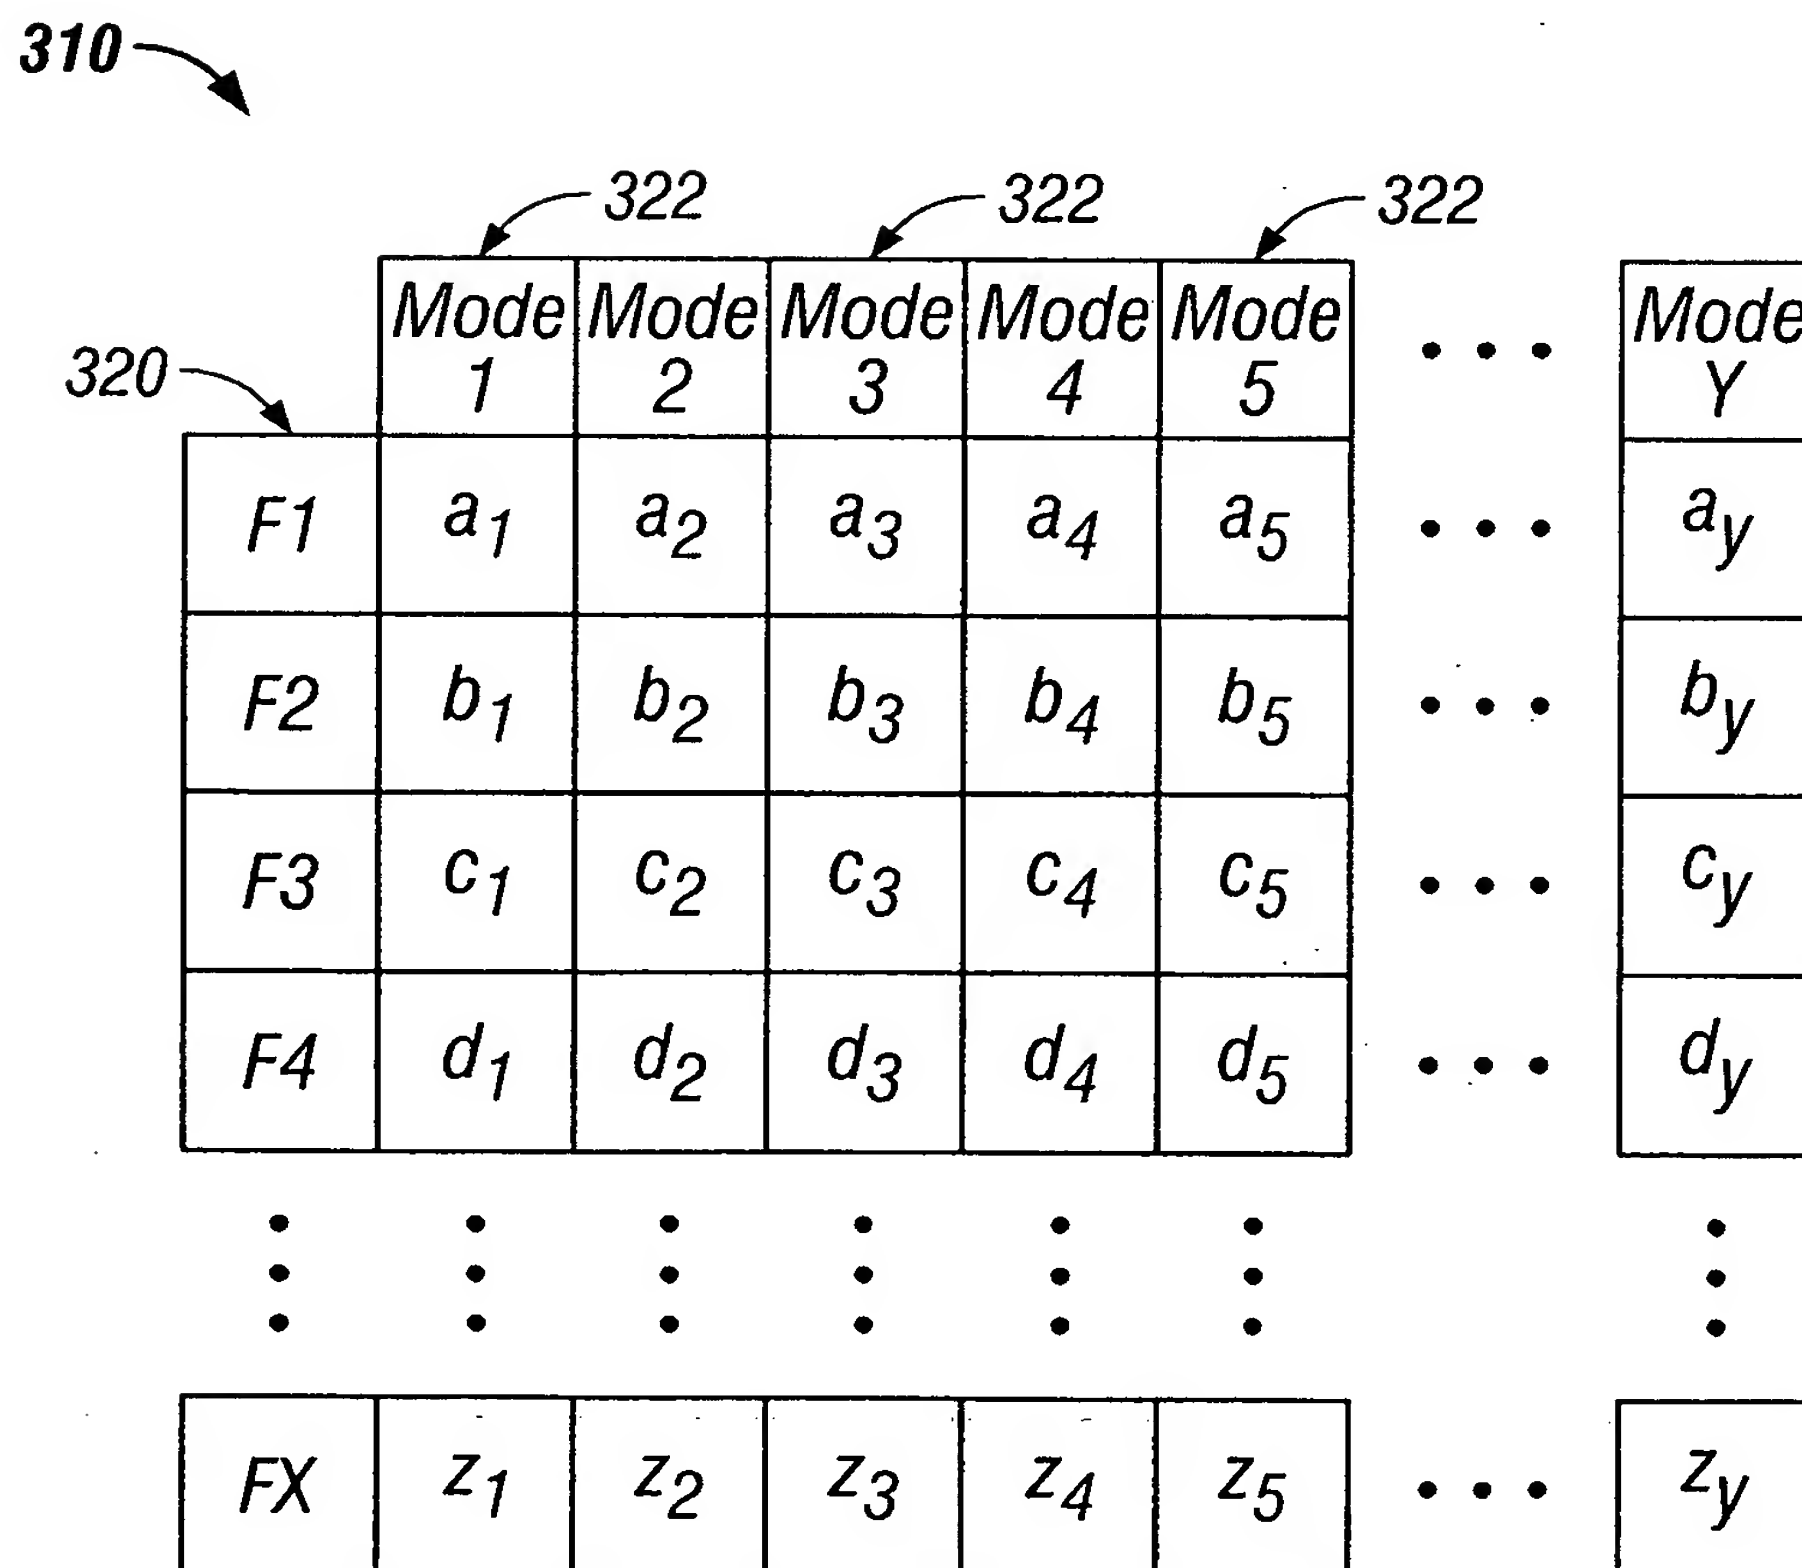 310
322 322 322
Mode Mode Mode Mode Mode Mode
1 2 3 4 5 Y
320
F1 a1 a2 a3 a4 a5 ay
F2 b1 b2 b3 b4 b5 by
F3 c1 c2 c3 c4 c5 cy
F4 d1 d2 d3 d4 d5 dy
FX z1 z2 z3 z4 z5 zy